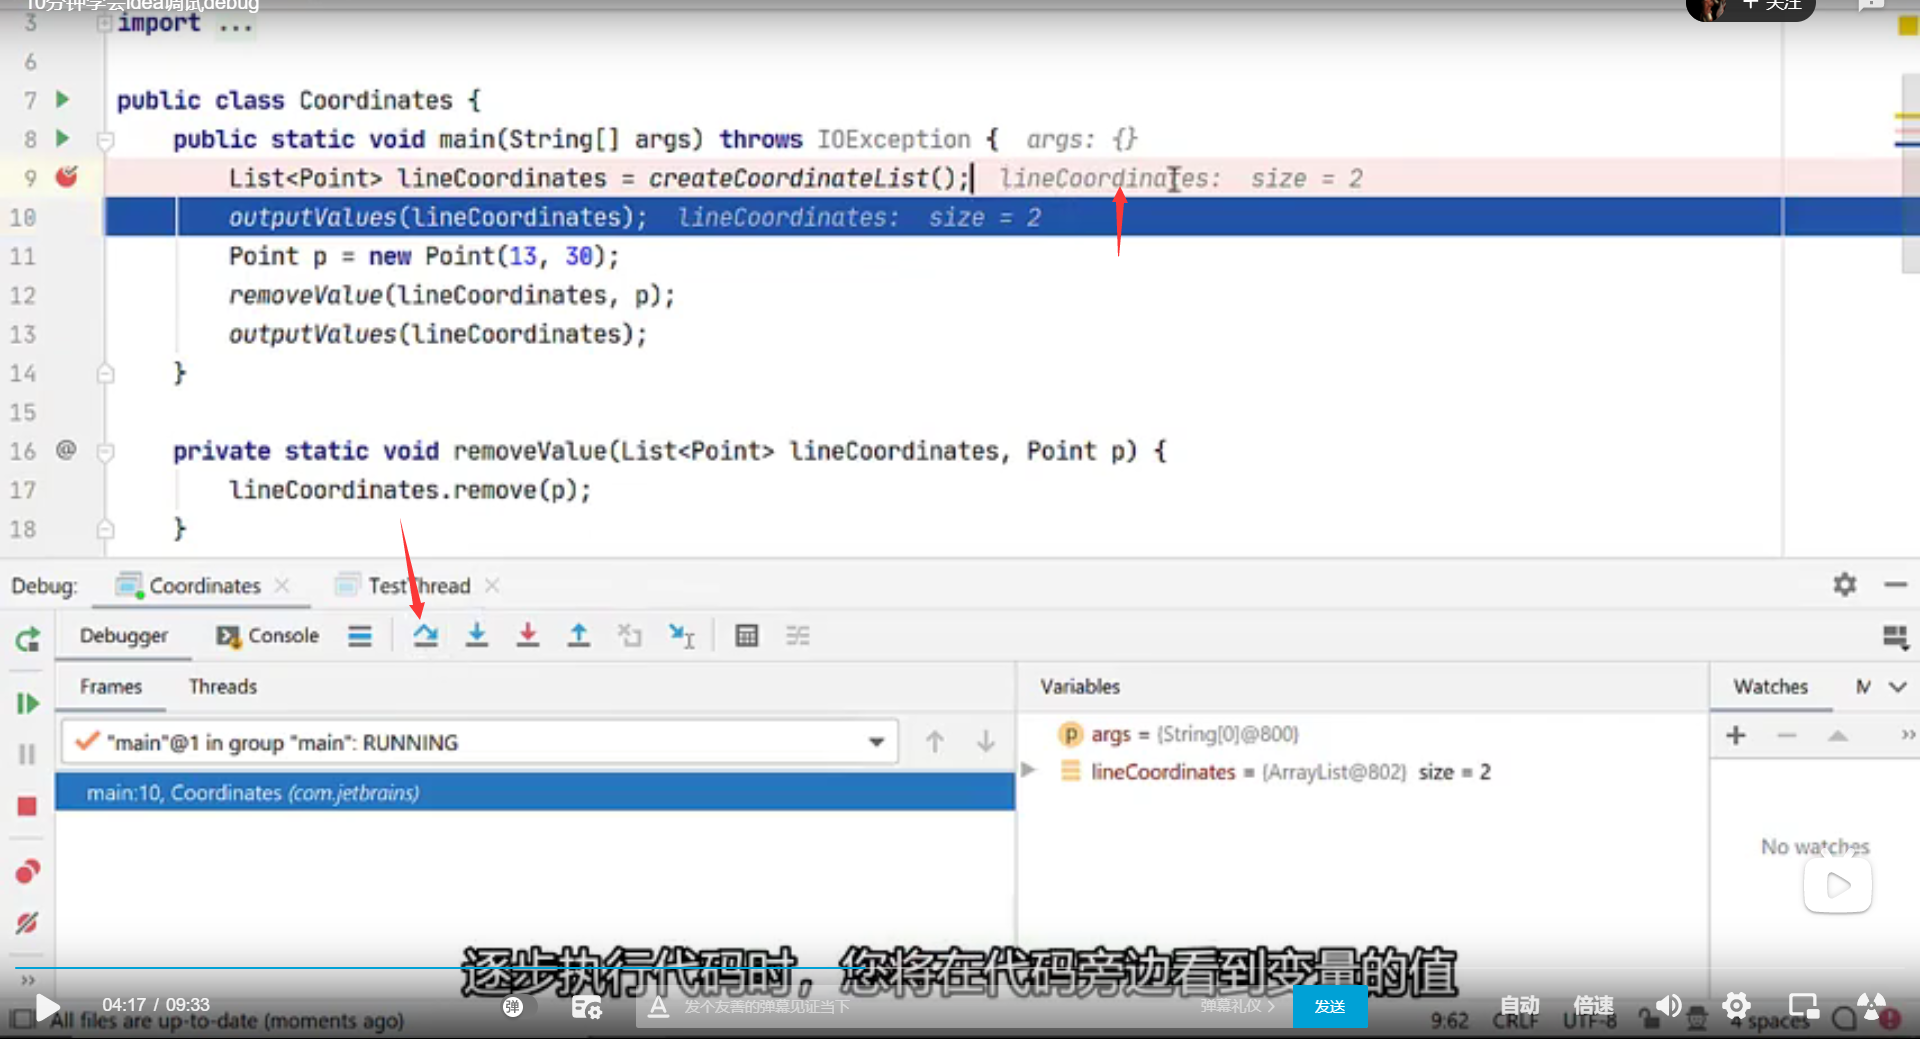 10分钟学会idea调试debug
+ 关注
3 import ...
6
7 public class Coordinates {
8 public static void main(String[] args) throws IOException { args: {}
9 List<Point> lineCoordinates = createCoordinateList(); lineCoordinates: size = 2
10 outputValues(lineCoordinates); lineCoordinates: size = 2
11 Point p = new Point(13, 30);
12 removeValue(lineCoordinates, p);
13 outputValues(lineCoordinates);
14 }
15
16 @ private static void removeValue(List<Point> lineCoordinates, Point p) {
17 lineCoordinates.remove(p);
18 }
Debug: Coordinates TestThread
Debugger Console
Frames Threads Variables Watches M
"main"@1 in group "main": RUNNING
main:10, Coordinates (com.jetbrains)
p args = {String[0]@800}
lineCoordinates = {ArrayList@802} size = 2
No watches
逐步执行代码时，您将在代码旁边看到变量的值
04:17 / 09:33 弹 A 发个友善的弹幕见证当下 弹幕礼仪 > 发送 自动 倍速
All files are up-to-date (moments ago) 9:62 CRLF UTF-8 4 spaces